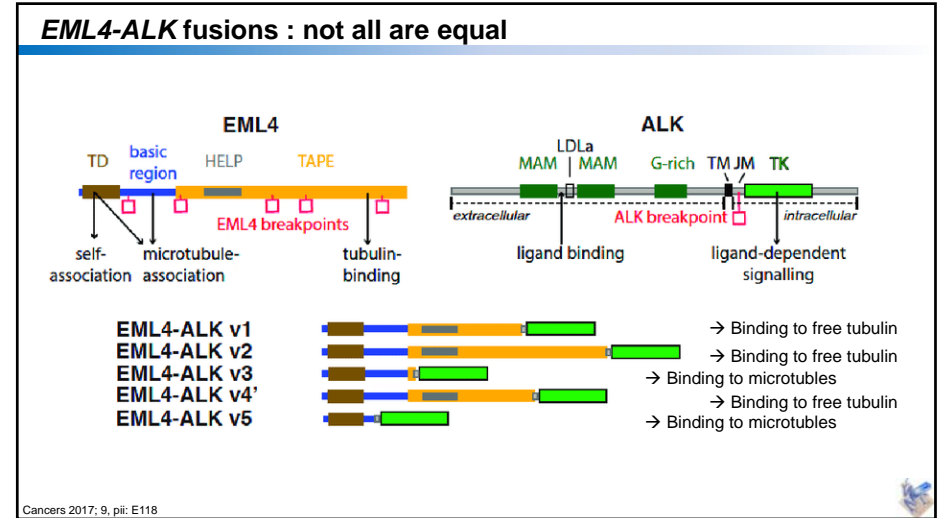 EML4-ALK fusions : not all are equal
EML4
TD
basic
region
HELP
TAPE
EML4 breakpoints
self-
association
microtubule-
association
tubulin-
binding
ALK
LDLa
MAM
MAM
G-rich
TM JM
TK
extracellular
ALK breakpoint
intracellular
ligand binding
ligand-dependent
signalling
EML4-ALK v1
→ Binding to free tubulin
EML4-ALK v2
→ Binding to free tubulin
EML4-ALK v3
→ Binding to microtubles
EML4-ALK v4’
→ Binding to free tubulin
EML4-ALK v5
→ Binding to microtubles
Cancers 2017; 9, pii: E118